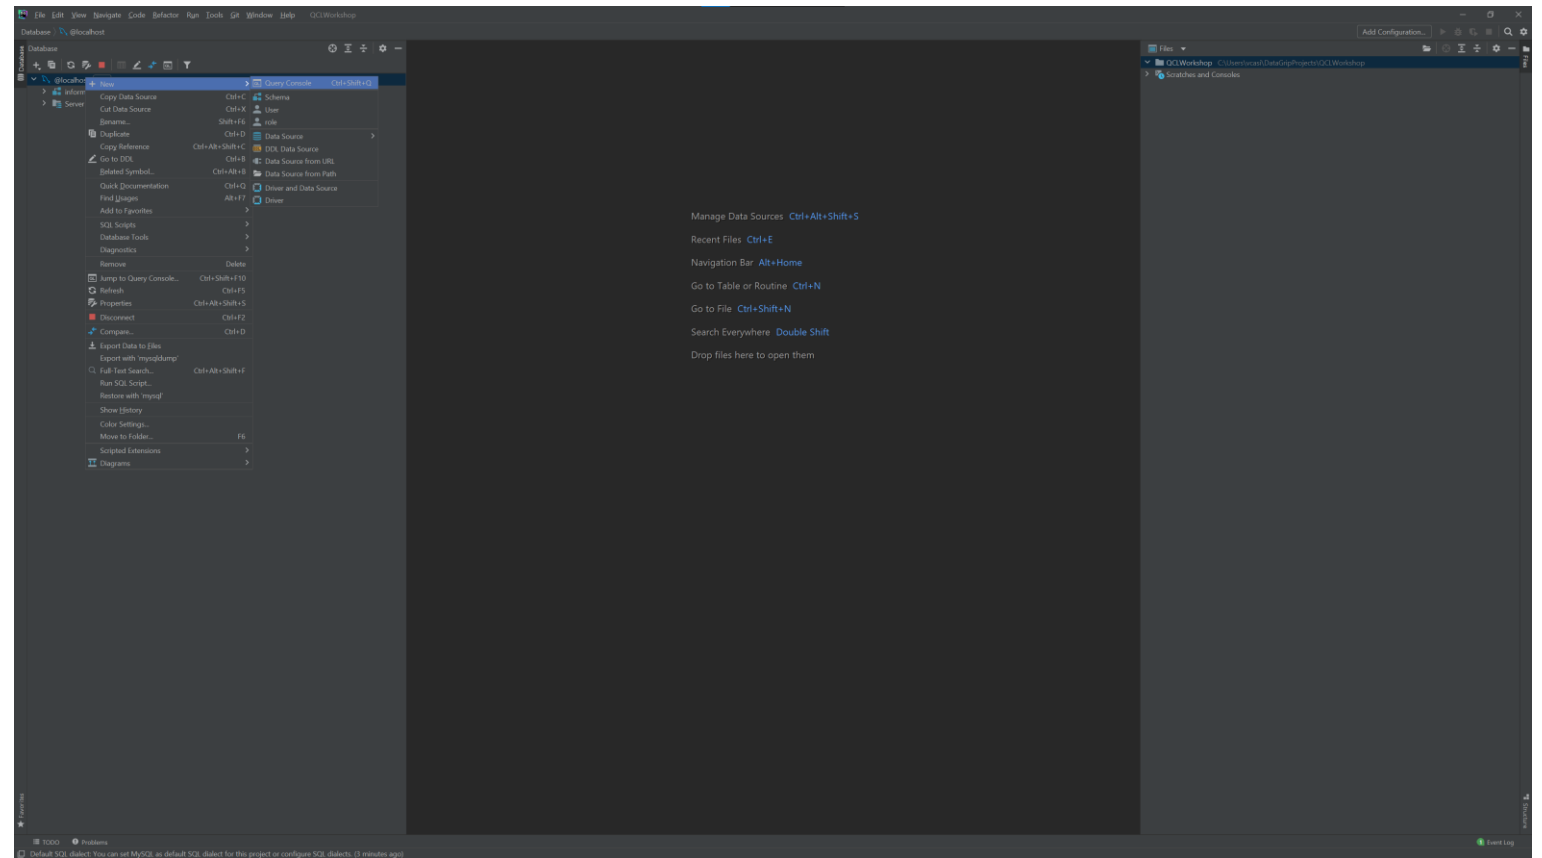 File Edit View Navigate Code Refactor Run Tools Git Window Help QCLWorkshop
Database @localhost
Add Configuration...
Database
Database
@localhos
inform
Server
New
Copy Data Source Ctrl+C
Cut Data Source Ctrl+X
Rename... Shift+F6
Duplicate Ctrl+D
Copy Reference Ctrl+Alt+Shift+C
Go to DDL Ctrl+B
Related Symbol... Ctrl+Alt+B
Quick Documentation Ctrl+Q
Find Usages Alt+F7
Add to Favorites
SQL Scripts
Database Tools
Diagnostics
Remove Delete
Jump to Query Console... Ctrl+Shift+F10
Refresh Ctrl+F5
Properties Ctrl+Alt+Shift+S
Disconnect Ctrl+F2
Compare... Ctrl+D
Export Data to Files
Export with 'mysqldump'
Full-Text Search... Ctrl+Alt+Shift+F
Run SQL Script...
Restore with 'mysql'
Show History
Color Settings...
Move to Folder... F6
Scripted Extensions
Diagrams
Query Console Ctrl+Shift+Q
Schema
User
role
Data Source
DDL Data Source
Data Source from URL
Data Source from Path
Driver and Data Source
Driver
Manage Data Sources Ctrl+Alt+Shift+S
Recent Files Ctrl+E
Navigation Bar Alt+Home
Go to Table or Routine Ctrl+N
Go to File Ctrl+Shift+N
Search Everywhere Double Shift
Drop files here to open them
Files
QCLWorkshop C:\Users\ucasl\DataGripProjects\QCLWorkshop
Scratches and Consoles
Files
Structure
Favorites
TODO Problems
1 Event Log
Default SQL dialect: You can set MySQL as default SQL dialect for this project or configure SQL dialects. (3 minutes ago)